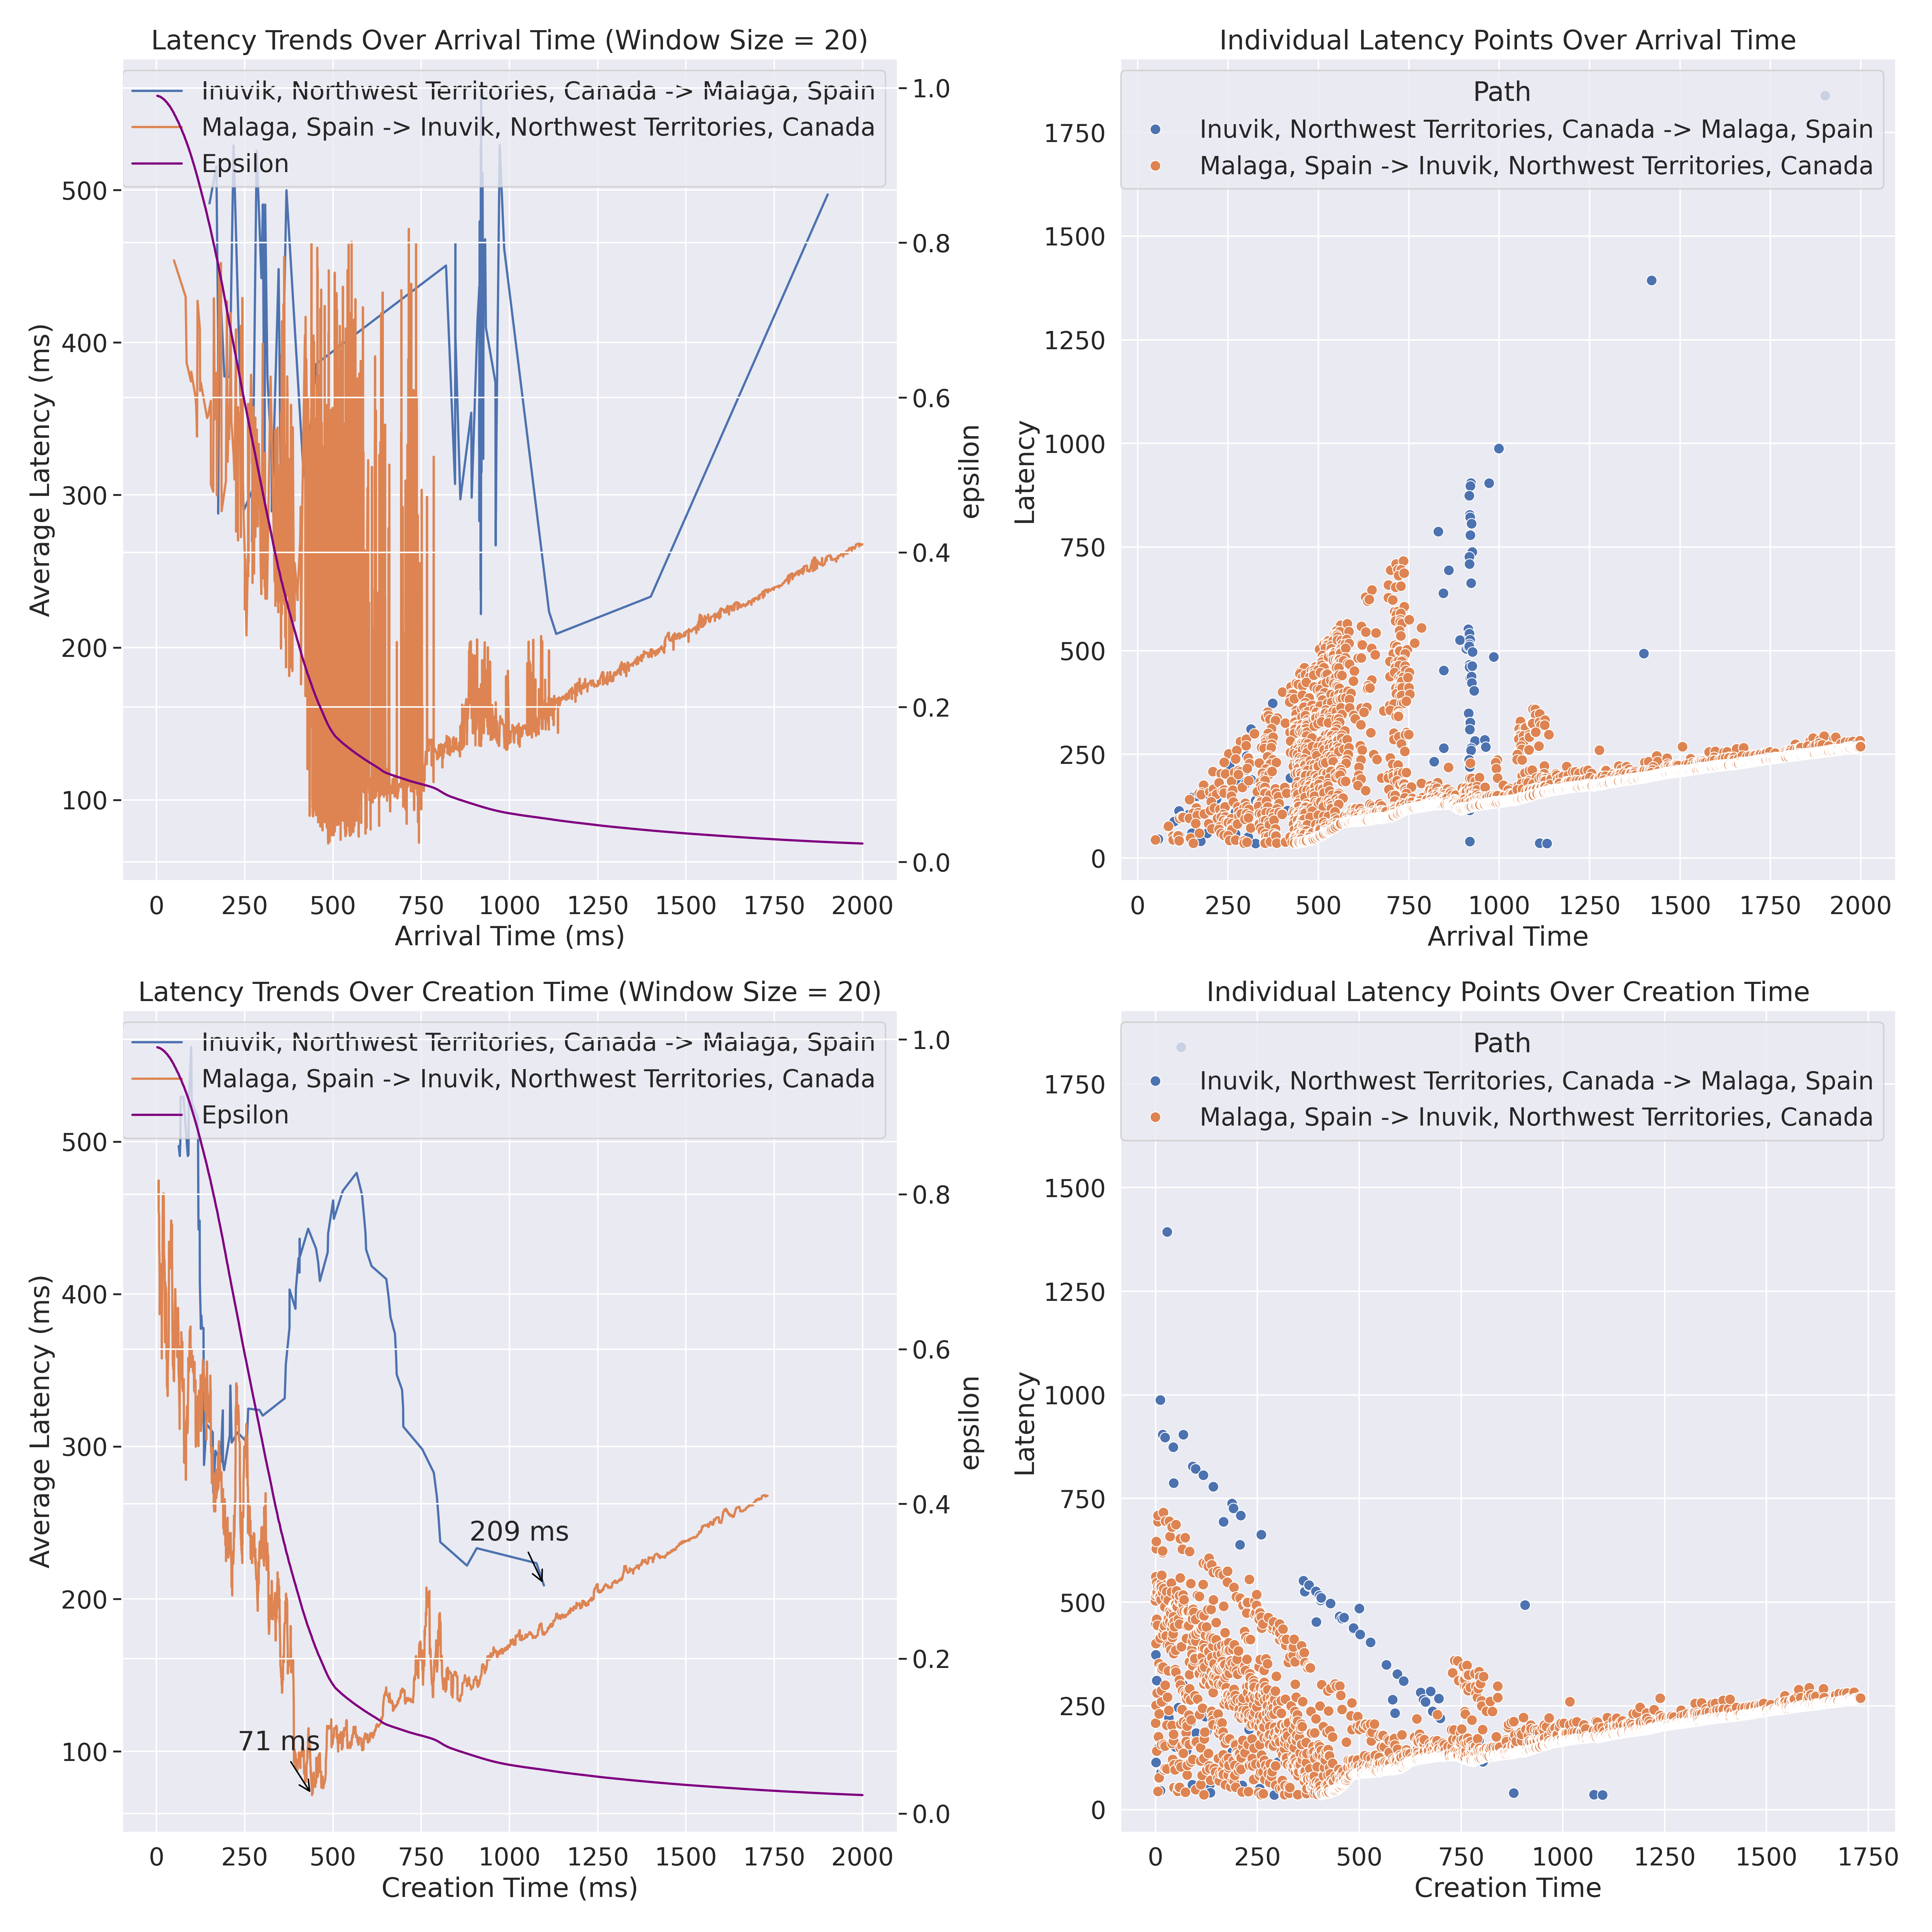 Latency Trends Over Arrival Time (Window Size = 20)
Inuvik, Northwest Territories, Canada -> Malaga, Spain
Malaga, Spain -> Inuvik, Northwest Territories, Canada
Epsilon
Average Latency (ms)
500
400
300
200
100
1.0
0.8
0.6
0.4
0.2
0.0
epsilon
0 250 500 750 1000 1250 1500 1750 2000
Arrival Time (ms)
Individual Latency Points Over Arrival Time
Path
Inuvik, Northwest Territories, Canada -> Malaga, Spain
Malaga, Spain -> Inuvik, Northwest Territories, Canada
Latency
1750
1500
1250
1000
750
500
250
0
0 250 500 750 1000 1250 1500 1750 2000
Arrival Time
Latency Trends Over Creation Time (Window Size = 20)
Inuvik, Northwest Territories, Canada -> Malaga, Spain
Malaga, Spain -> Inuvik, Northwest Territories, Canada
Epsilon
Average Latency (ms)
500
400
300
200
100
209 ms
71 ms
1.0
0.8
0.6
0.4
0.2
0.0
epsilon
0 250 500 750 1000 1250 1500 1750 2000
Creation Time (ms)
Individual Latency Points Over Creation Time
Path
Inuvik, Northwest Territories, Canada -> Malaga, Spain
Malaga, Spain -> Inuvik, Northwest Territories, Canada
Latency
1750
1500
1250
1000
750
500
250
0
0 250 500 750 1000 1250 1500 1750
Creation Time